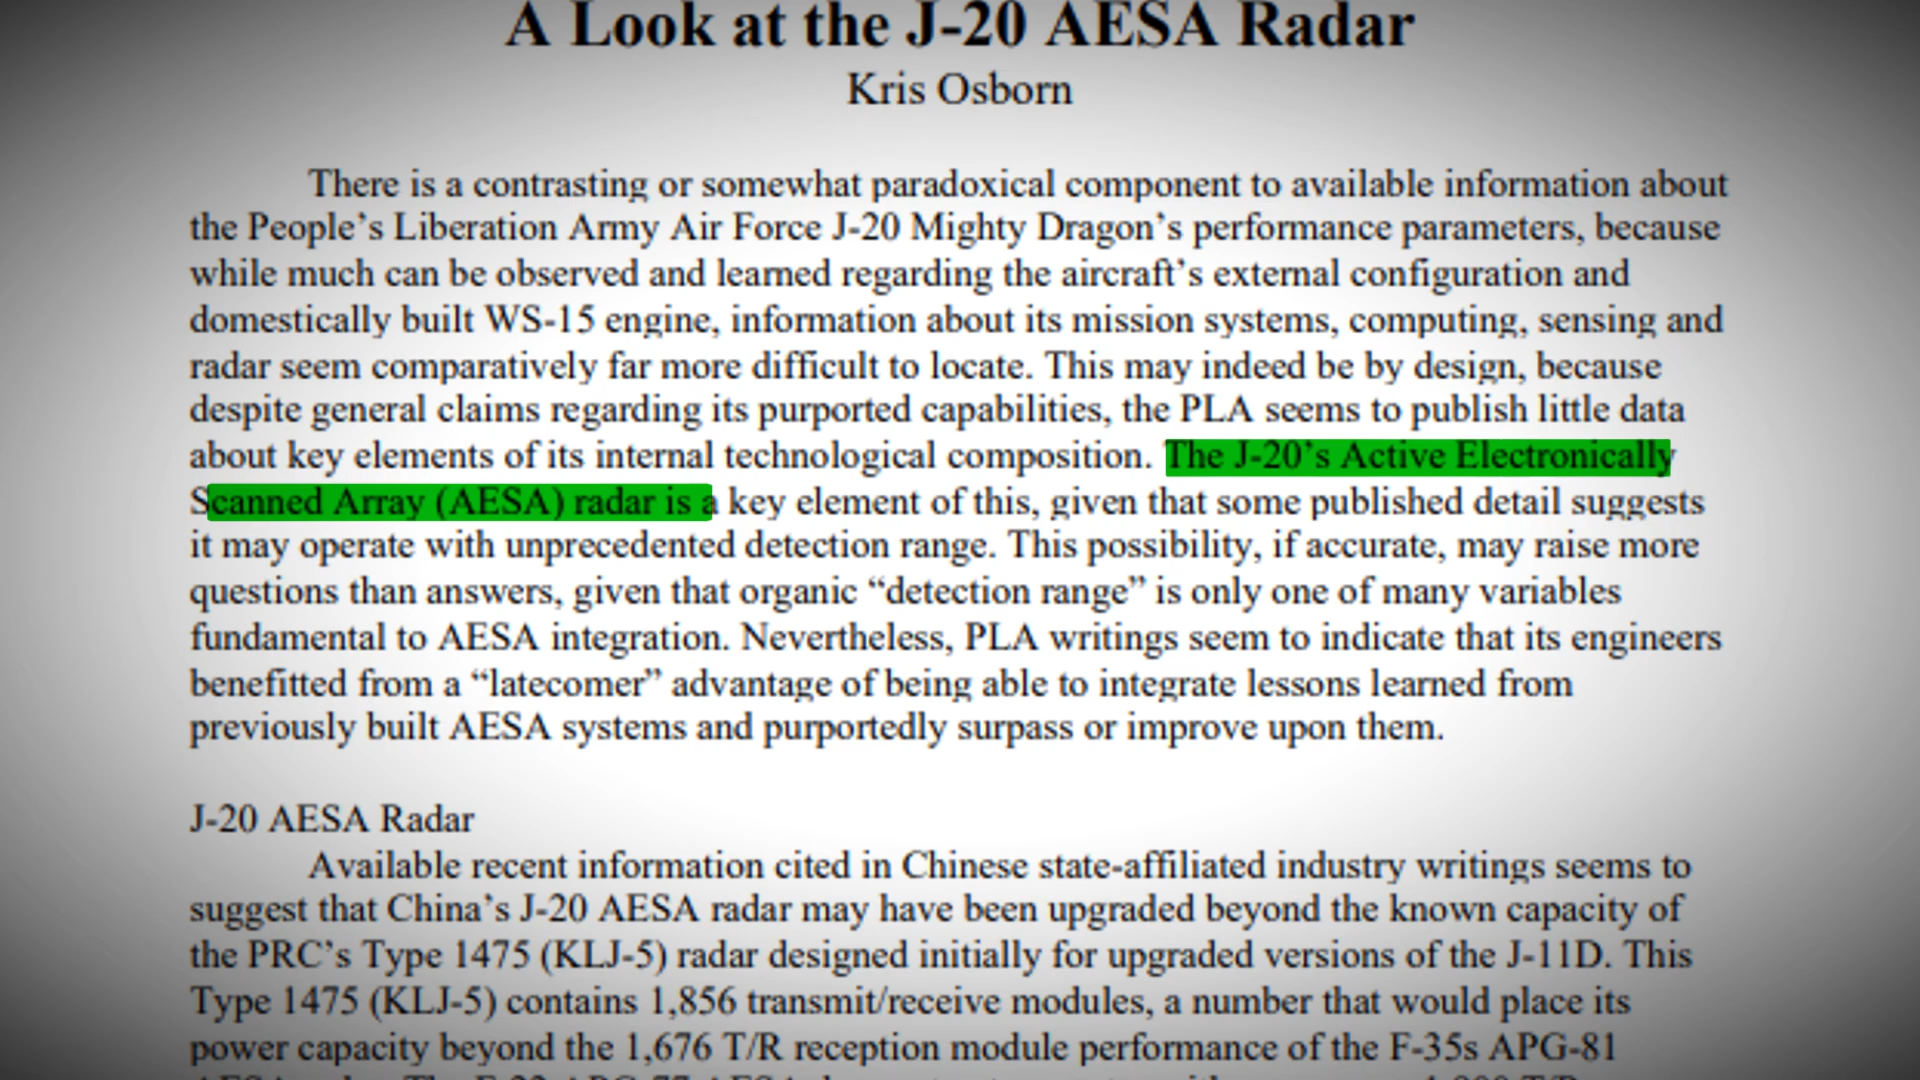 A Look at the J-20 AESA Radar
Kris Osborn
There is a contrasting or somewhat paradoxical component to available information about
the People’s Liberation Army Air Force J-20 Mighty Dragon’s performance parameters, because
while much can be observed and learned regarding the aircraft’s external configuration and
domestically built WS-15 engine, information about its mission systems, computing, sensing and
radar seem comparatively far more difficult to locate. This may indeed be by design, because
despite general claims regarding its purported capabilities, the PLA seems to publish little data
about key elements of its internal technological composition. The J-20’s Active Electronically
Scanned Array (AESA) radar is a key element of this, given that some published detail suggests
it may operate with unprecedented detection range. This possibility, if accurate, may raise more
questions than answers, given that organic “detection range” is only one of many variables
fundamental to AESA integration. Nevertheless, PLA writings seem to indicate that its engineers
benefitted from a “latecomer” advantage of being able to integrate lessons learned from
previously built AESA systems and purportedly surpass or improve upon them.
J-20 AESA Radar
Available recent information cited in Chinese state-affiliated industry writings seems to
suggest that China’s J-20 AESA radar may have been upgraded beyond the known capacity of
the PRC’s Type 1475 (KLJ-5) radar designed initially for upgraded versions of the J-11D. This
Type 1475 (KLJ-5) contains 1,856 transmit/receive modules, a number that would place its
power capacity beyond the 1,676 T/R reception module performance of the F-35s APG-81